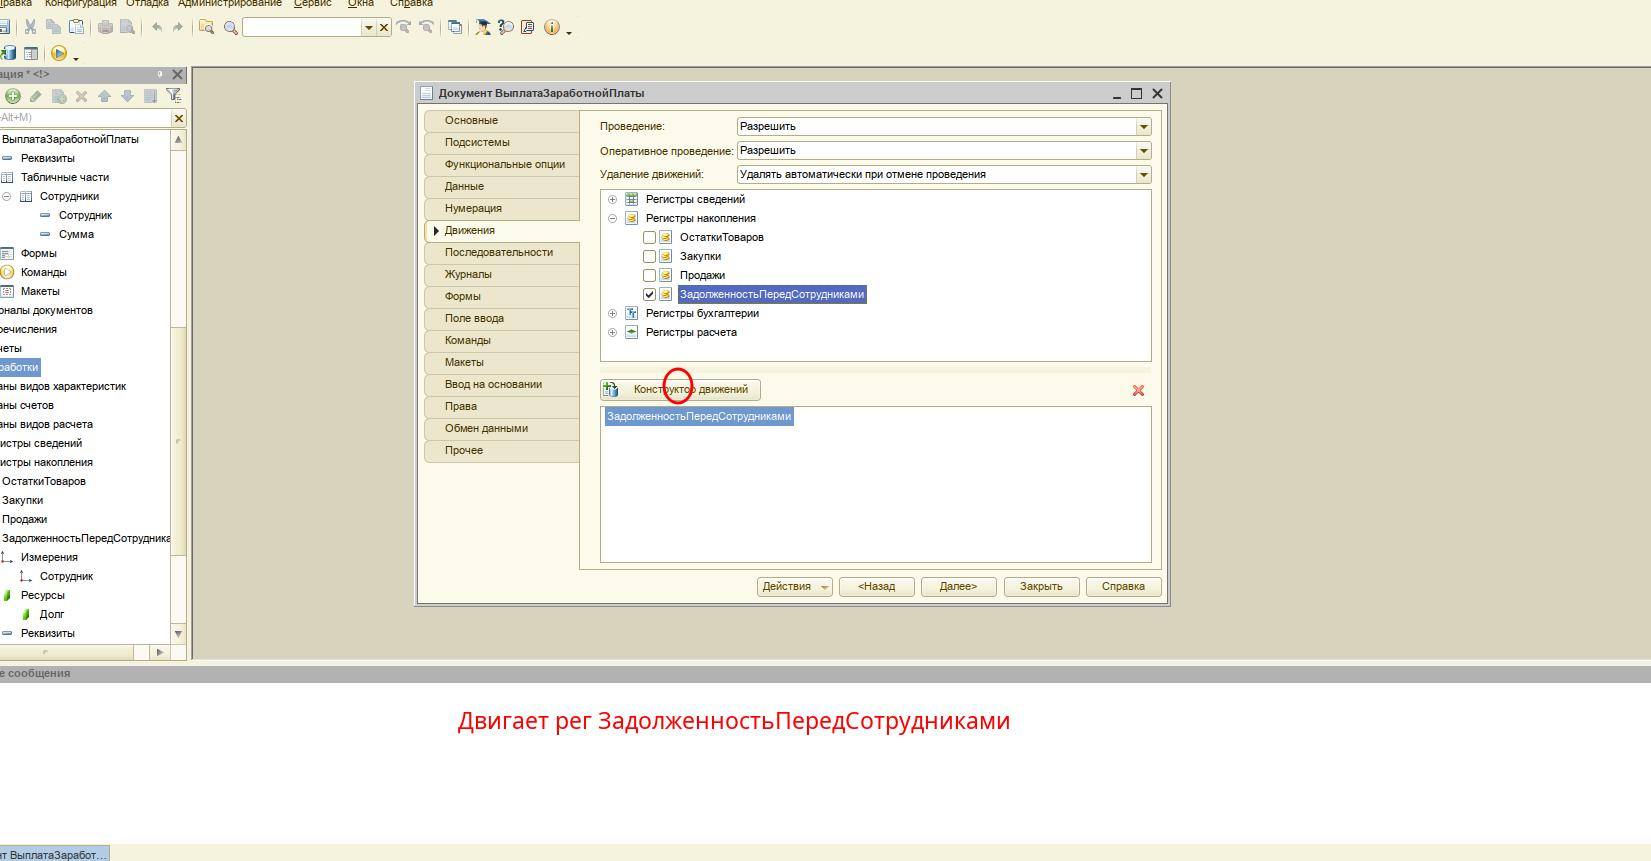 Конфигурация Отладка Администрирование Сервис Окна Справка
ация * <!>
+Alt+M)
ВыплатаЗаработнойПлаты
Реквизиты
Табличные части
Сотрудники
Сотрудник
Сумма
Формы
Команды
Макеты
рналы документов
речисления
четы
работки
аны видов характеристик
аны счетов
аны видов расчета
истры сведений
истры накопления
ОстаткиТоваров
Закупки
Продажи
ЗадолженностьПередСотрудника
Измерения
Сотрудник
Ресурсы
Долг
Реквизиты
Документ ВыплатаЗаработнойПлаты
Основные
Подсистемы
Функциональные опции
Данные
Нумерация
Движения
Последовательности
Журналы
Формы
Поле ввода
Команды
Макеты
Ввод на основании
Права
Обмен данными
Прочее
Проведение: Разрешить
Оперативное проведение: Разрешить
Удаление движений: Удалять автоматически при отмене проведения
Регистры сведений
Регистры накопления
ОстаткиТоваров
Закупки
Продажи
ЗадолженностьПередСотрудниками
Регистры бухгалтерии
Регистры расчета
Конструктор движений
ЗадолженностьПередСотрудниками
Действия <Назад Далее> Закрыть Справка
е сообщения
Двигает рег ЗадолженностьПередСотрудниками
нт ВыплатаЗаработ...